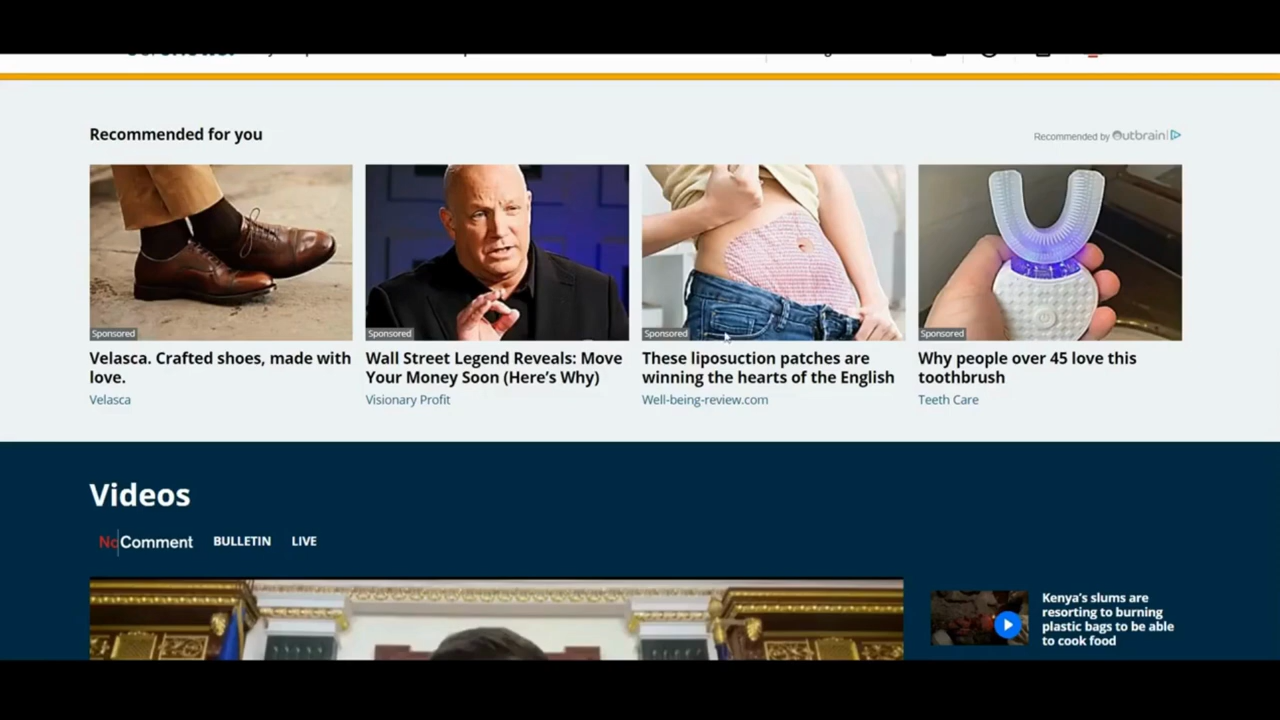 Recommended for you
Recommended by Outbrain
Sponsored
Sponsored
Sponsored
Sponsored
Velasca. Crafted shoes, made with
love.
Velasca
Wall Street Legend Reveals: Move
Your Money Soon (Here’s Why)
Visionary Profit
These liposuction patches are
winning the hearts of the English
Well-being-review.com
Why people over 45 love this
toothbrush
Teeth Care
Videos
No Comment BULLETIN LIVE
Kenya’s slums are
resorting to burning
plastic bags to be able
to cook food